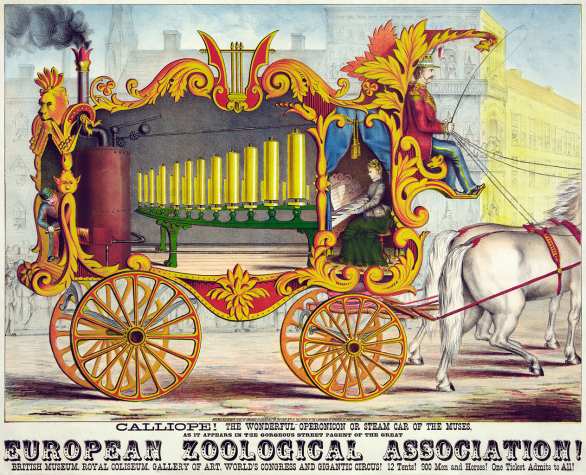 CALLIOPE! THE WONDERFUL OPERONICON OR STEAM CAR OF THE MUSES,
AS IT APPEARS IN THE GORGEOUS STREET PAGENT OF THE GREAT
EUROPEAN ZOOLOGICAL ASSOCIATION!
BRITISH MUSEUM, ROYAL COLISEUM, GALLERY OF ART, WORLD'S CONGRESS AND GIGANTIC CIRCUS! 12 Tents! 900 Men and Horses! One Ticket Admits to All